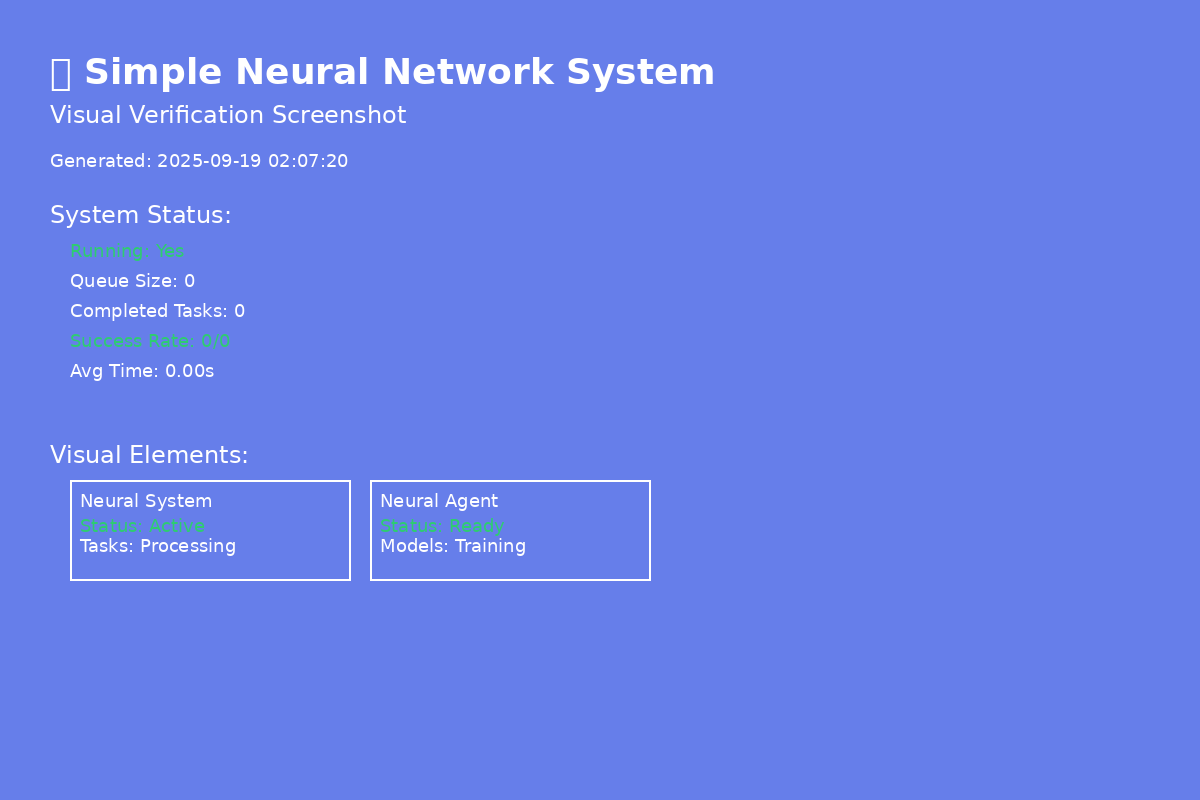 Simple Neural Network System
Visual Verification Screenshot
Generated: 2025-09-19 02:07:20
System Status:
Running: Yes
Queue Size: 0
Completed Tasks: 0
Success Rate: 0/0
Avg Time: 0.00s
Visual Elements:
Neural System
Status: Active
Tasks: Processing
Neural Agent
Status: Ready
Models: Training